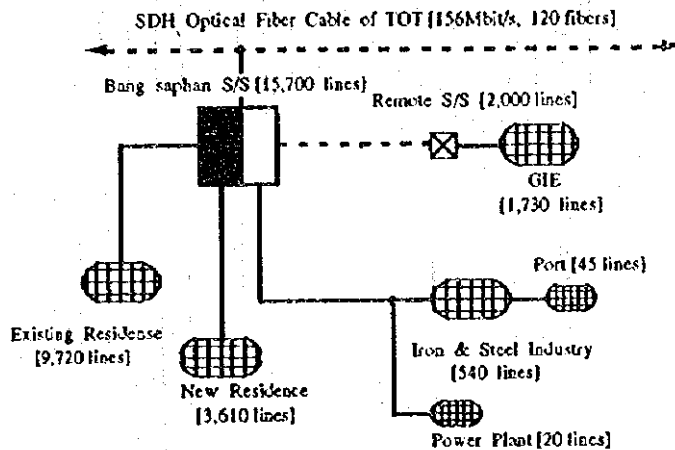 SDH Optical Fiber Cable of TOT [156Mbit/s, 120 fibers]
Bang saphan S/S [15,700 lines]
Remote S/S [2,000 lines]
GIE
[1,730 lines]
Port [45 lines]
Existing Residense
[9,720 lines]
Iron & Steel Industry
[540 lines]
New Residence
[3,610 lines]
Power Plant [20 lines]